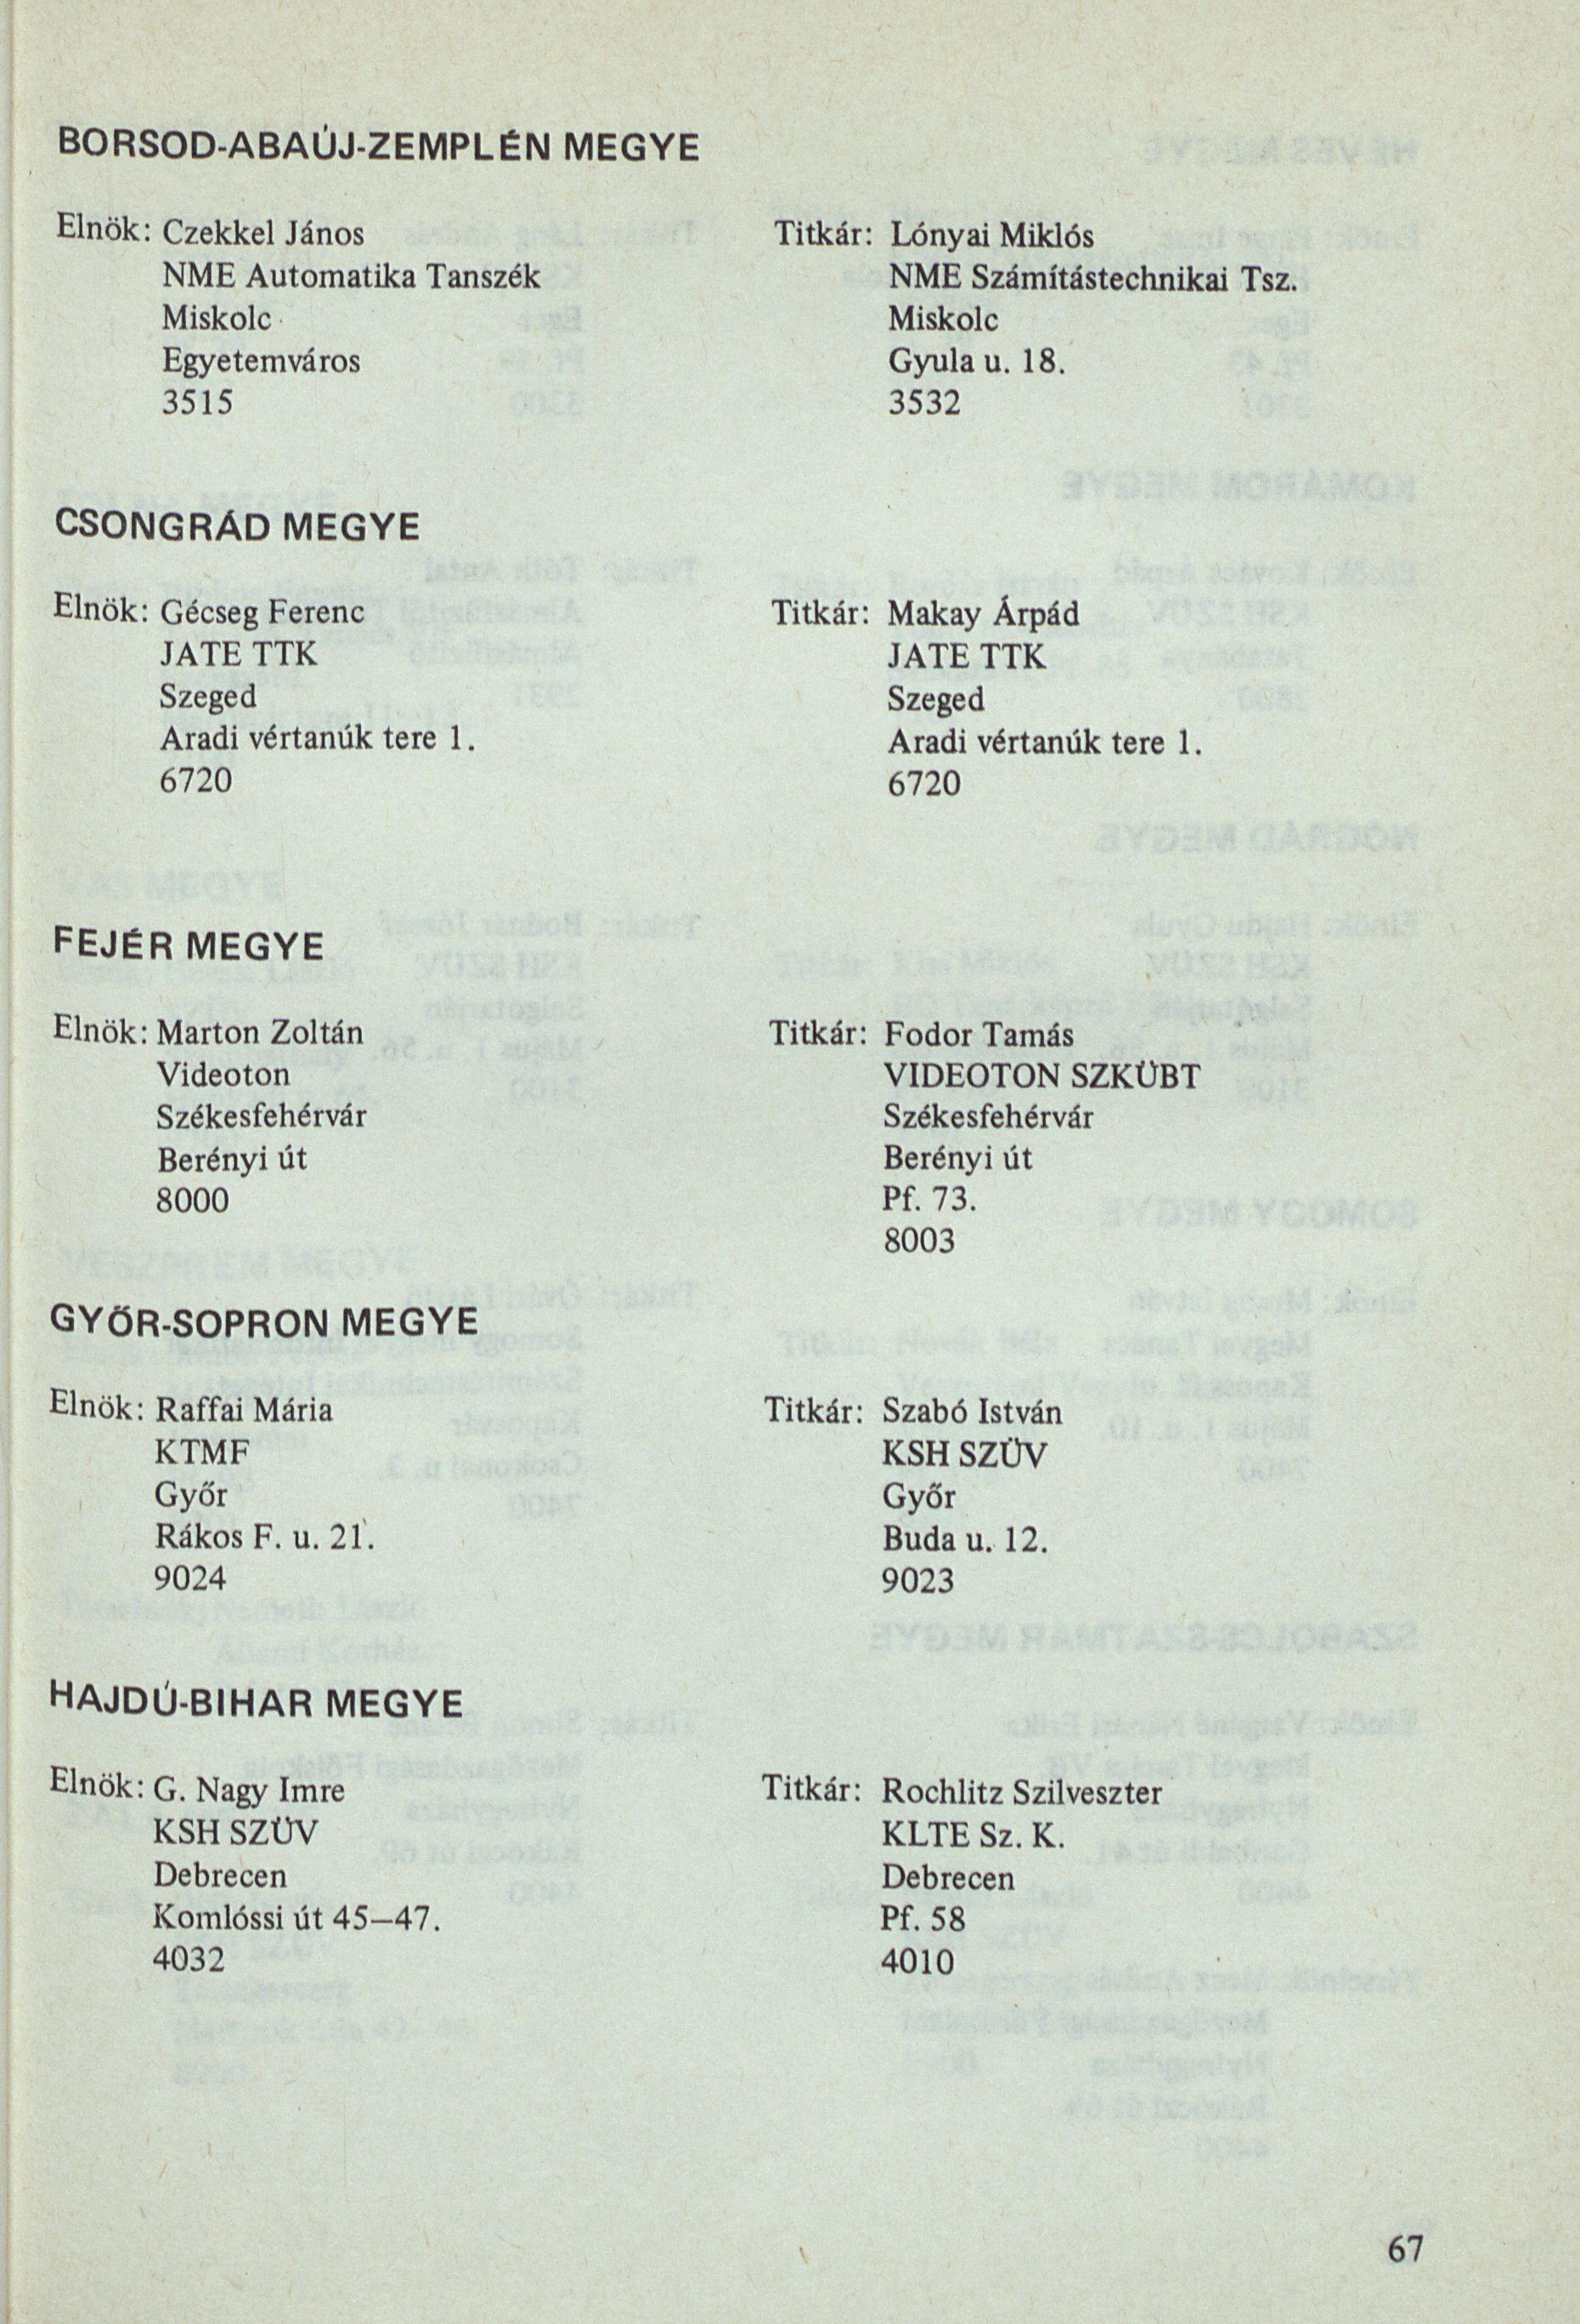 BORSOD-ABAÚJ-ZEMPLÉN MEGYE
Elnök: Czekkel János
NME Automatika Tanszék
Miskolc
Egyetemváros
3515
Titkár: Lónyai Miklós
NME Számítástechnikai Tsz.
Miskolc
Gyula u. 18.
3532
CSONGRÁD MEGYE
Elnök: Gécseg Ferenc
JATE TTK
Szeged
Aradi vértanúk tere 1.
6720
Titkár: Makay Árpád
JATE TTK
Szeged
Aradi vértanúk tere 1.
6720
FEJÉR MEGYE
Elnök: Marton Zoltán
Videoton
Székesfehérvár
Berényi út
8000
Titkár: Fodor Tamás
VIDEOTON SZKÜBT
Székesfehérvár
Berényi út
Pf. 73.
8003
GYŐR-SOPRON MEGYE
Elnök: Raffai Mária
KTMF
Győr
Rákos F. u. 21.
9024
Titkár: Szabó István
KSH SZÜV
Győr
Buda u. 12.
9023
HAJDÚ-BIHAR MEGYE
Elnök: G. Nagy Imre
KSH SZÜV
Debrecen
Komlóssi út 45–47.
4032
Titkár: Rochlitz Szilveszter
KLTE Sz. K.
Debrecen
Pf. 58
4010
67